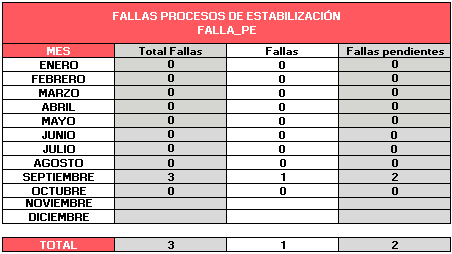 FALLAS PROCESOS DE ESTABILIZACIÓN
FALLA_PE
MES Total Fallas Fallas Fallas pendientes
ENERO 0 0 0
FEBRERO 0 0 0
MARZO 0 0 0
ABRIL 0 0 0
MAYO 0 0 0
JUNIO 0 0 0
JULIO 0 0 0
AGOSTO 0 0 0
SEPTIEMBRE 3 1 2
OCTUBRE 0 0 0
NOVIEMBRE
DICIEMBRE
TOTAL 3 1 2